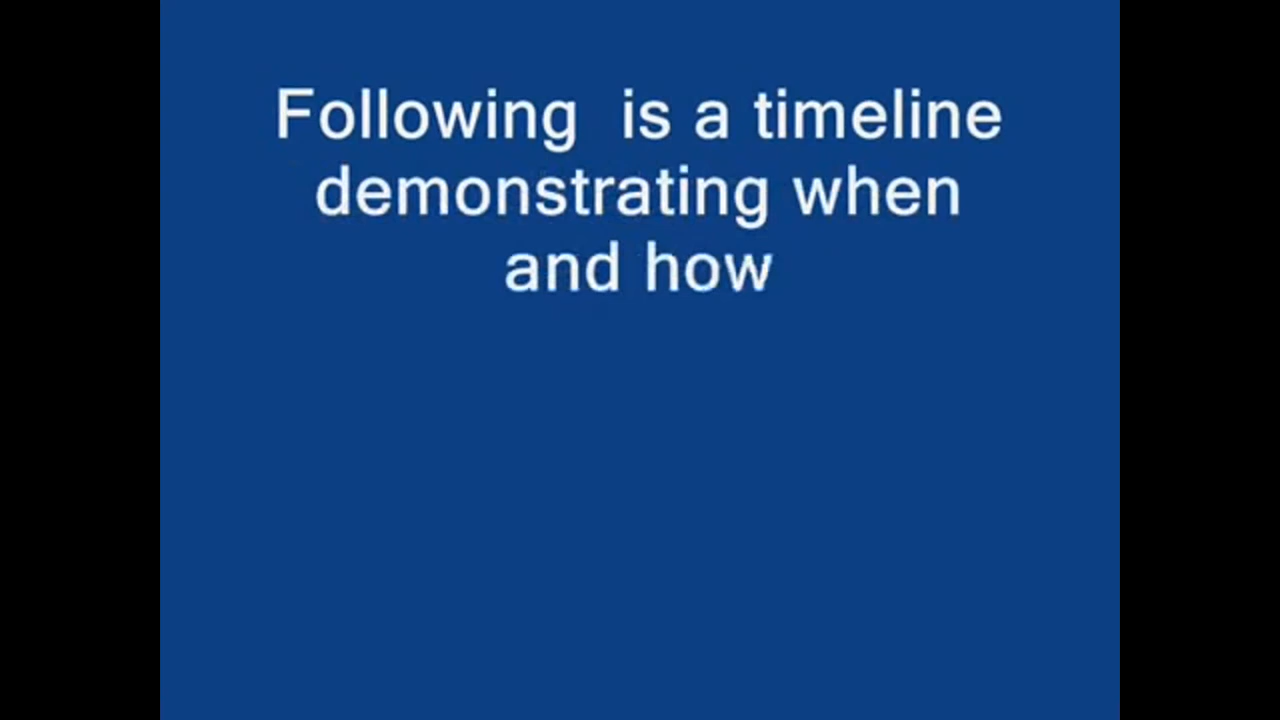 Following  is a timeline
demonstrating when
and how